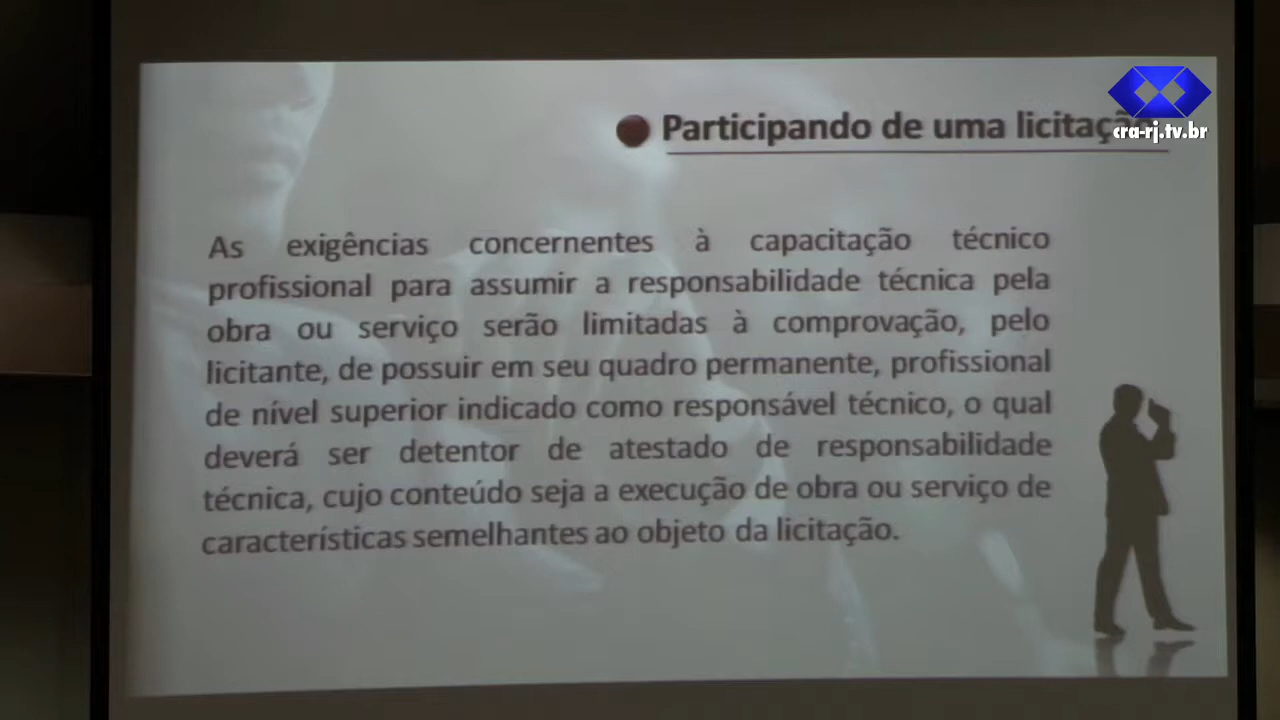 Participando de uma licitação
cra-rj.tv.br
As exigências concernentes à capacitação técnico
profissional para assumir a responsabilidade técnica pela
obra ou serviço serão limitadas à comprovação, pelo
licitante, de possuir em seu quadro permanente, profissional
de nível superior indicado como responsável técnico, o qual
deverá ser detentor de atestado de responsabilidade
técnica, cujo conteúdo seja a execução de obra ou serviço de
características semelhantes ao objeto da licitação.